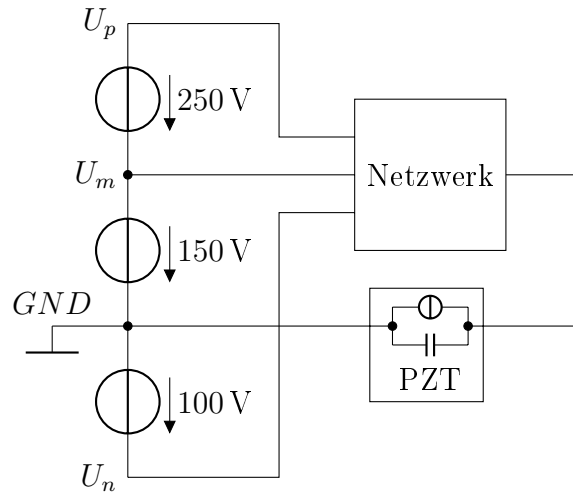 U_p
250 V
U_m
Netzwerk
150 V
GND
PZT
100 V
U_n